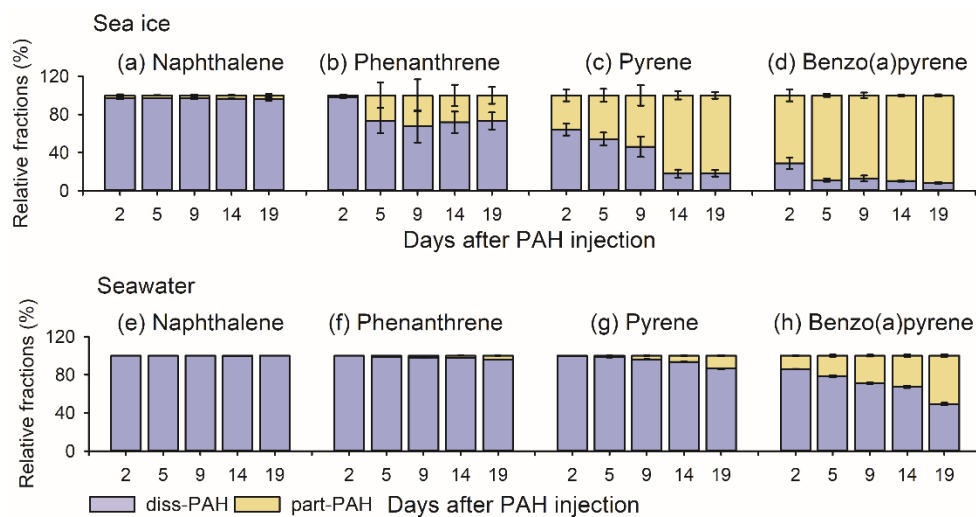 Sea ice
(a) Naphthalene (b) Phenanthrene (c) Pyrene (d) Benzo(a)pyrene
Relative fractions (%)
120
80
40
0
2 5 9 14 19 2 5 9 14 19 2 5 9 14 19 2 5 9 14 19
Days after PAH injection
Seawater
(e) Naphthalene (f) Phenanthrene (g) Pyrene (h) Benzo(a)pyrene
Relative fractions (%)
120
80
40
0
2 5 9 14 19 2 5 9 14 19 2 5 9 14 19 2 5 9 14 19
diss-PAH part-PAH Days after PAH injection